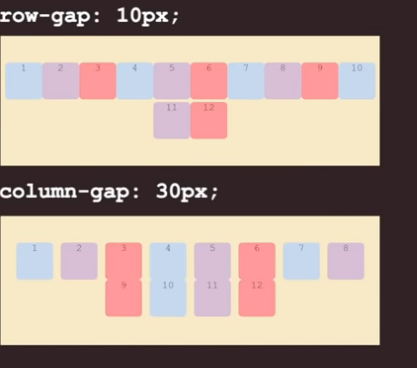 row-gap: 10px;
1 2 3 4 5 6 7 8 9 10
11 12
column-gap: 30px;
1 2 3 4 5 6 7 8
9 10 11 12